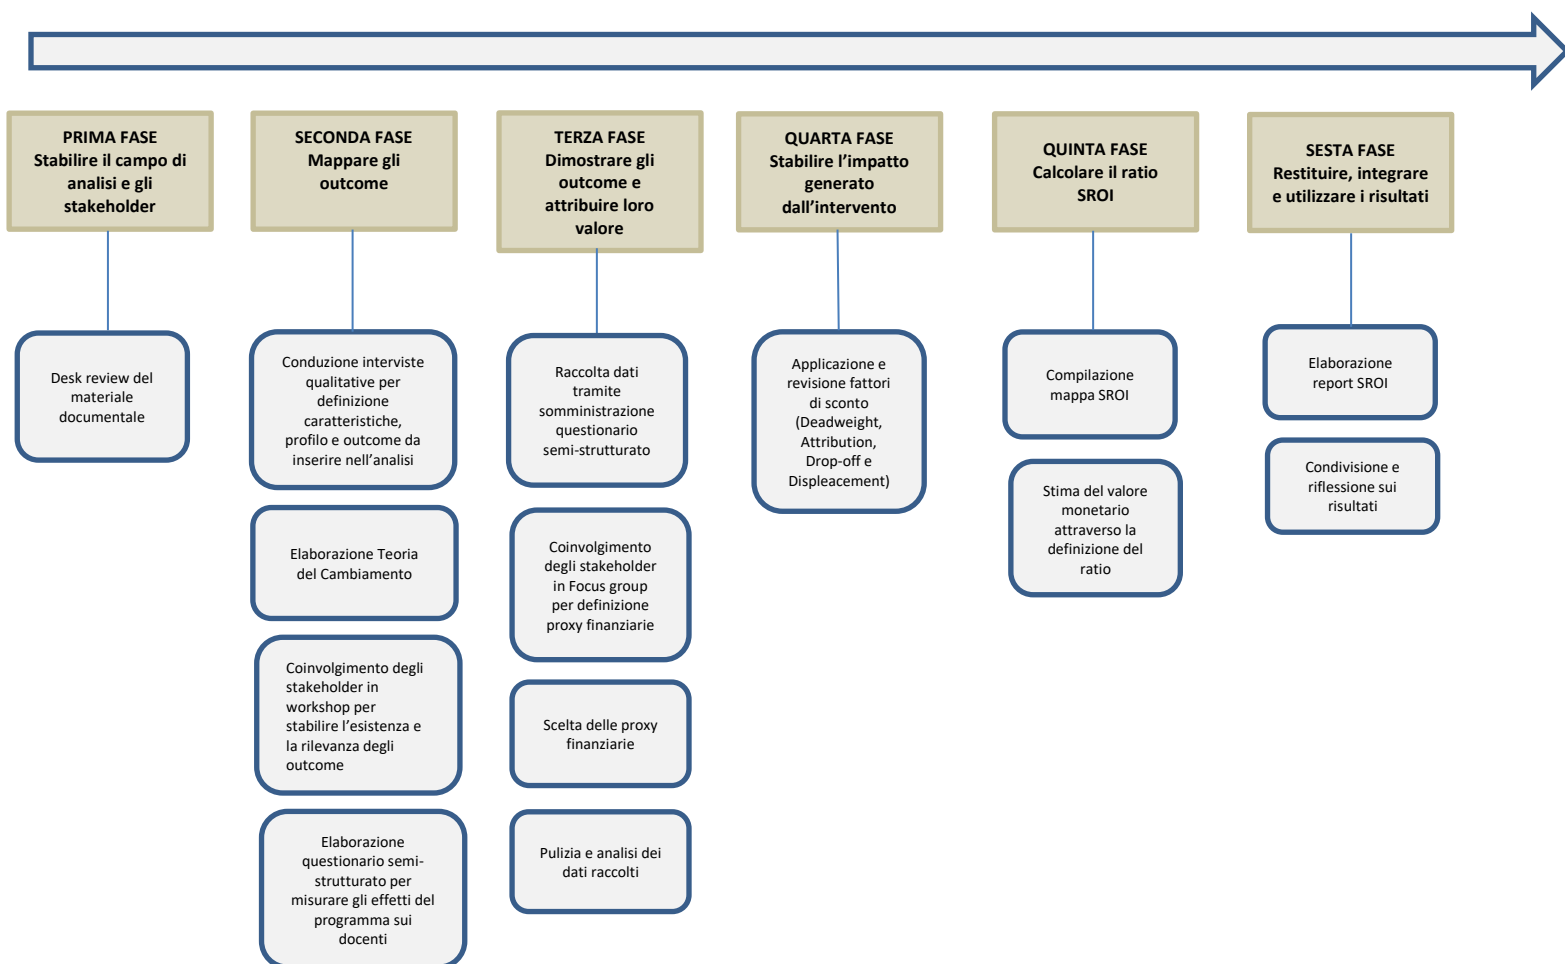 PRIMA FASE
Stabilire il campo di
analisi e gli
stakeholder
SECONDA FASE
Mappare gli
outcome
TERZA FASE
Dimostrare gli
outcome e
attribuire loro
valore
QUARTA FASE
Stabilire l’impatto
generato
dall’intervento
QUINTA FASE
Calcolare il ratio
SROI
SESTA FASE
Restituire, integrare
e utilizzare i risultati
Desk review del
materiale
documentale
Conduzione interviste
qualitative per
definizione
caratteristiche,
profilo e outcome da
inserire nell’analisi
Elaborazione Teoria
del Cambiamento
Coinvolgimento degli
stakeholder in
workshop per
stabilire l’esistenza e
la rilevanza degli
outcome
Elaborazione
questionario semi-
strutturato per
misurare gli effetti del
programma sui
docenti
Raccolta dati
tramite
somministrazione
questionario
semi-strutturato
Coinvolgimento
degli stakeholder
in Focus group
per definizione
proxy finanziarie
Scelta delle proxy
finanziarie
Pulizia e analisi dei
dati raccolti
Applicazione e
revisione fattori
di sconto
(Deadweight,
Attribution,
Drop-off e
Displeacement)
Compilazione
mappa SROI
Stima del valore
monetario
attraverso la
definizione del
ratio
Elaborazione
report SROI
Condivisione e
riflessione sui
risultati